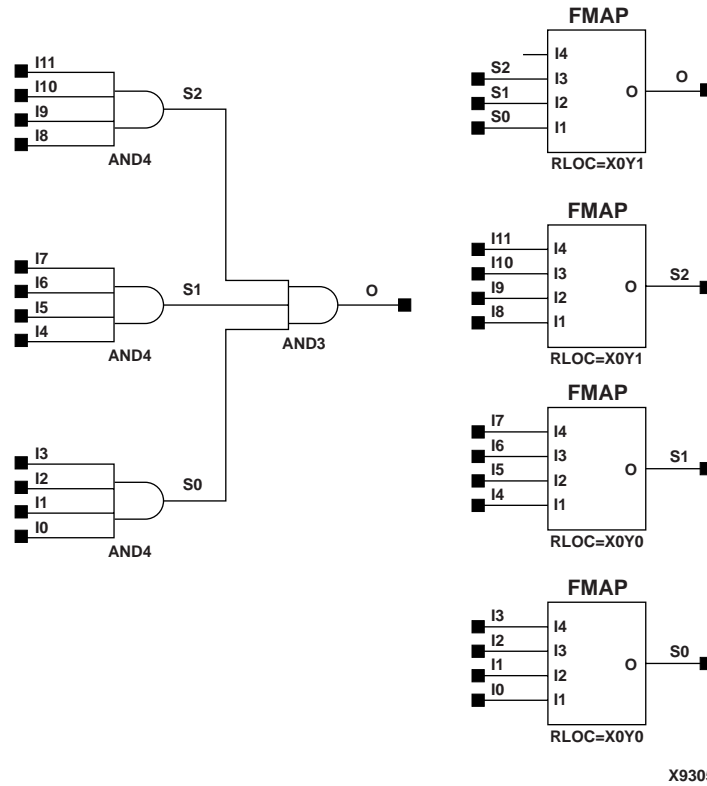 I11
I10
I9
I8
S2
AND4
I7
I6
I5
I4
S1
AND4
I3
I2
I1
I0
S0
AND4
O
AND3
FMAP
S2
S1
S0
I4
I3
I2
I1
O
O
RLOC=X0Y1
FMAP
I11
I10
I9
I8
I4
I3
I2
I1
O
S2
RLOC=X0Y1
FMAP
I7
I6
I5
I4
I4
I3
I2
I1
O
S1
RLOC=X0Y0
FMAP
I3
I2
I1
I0
I4
I3
I2
I1
O
S0
RLOC=X0Y0